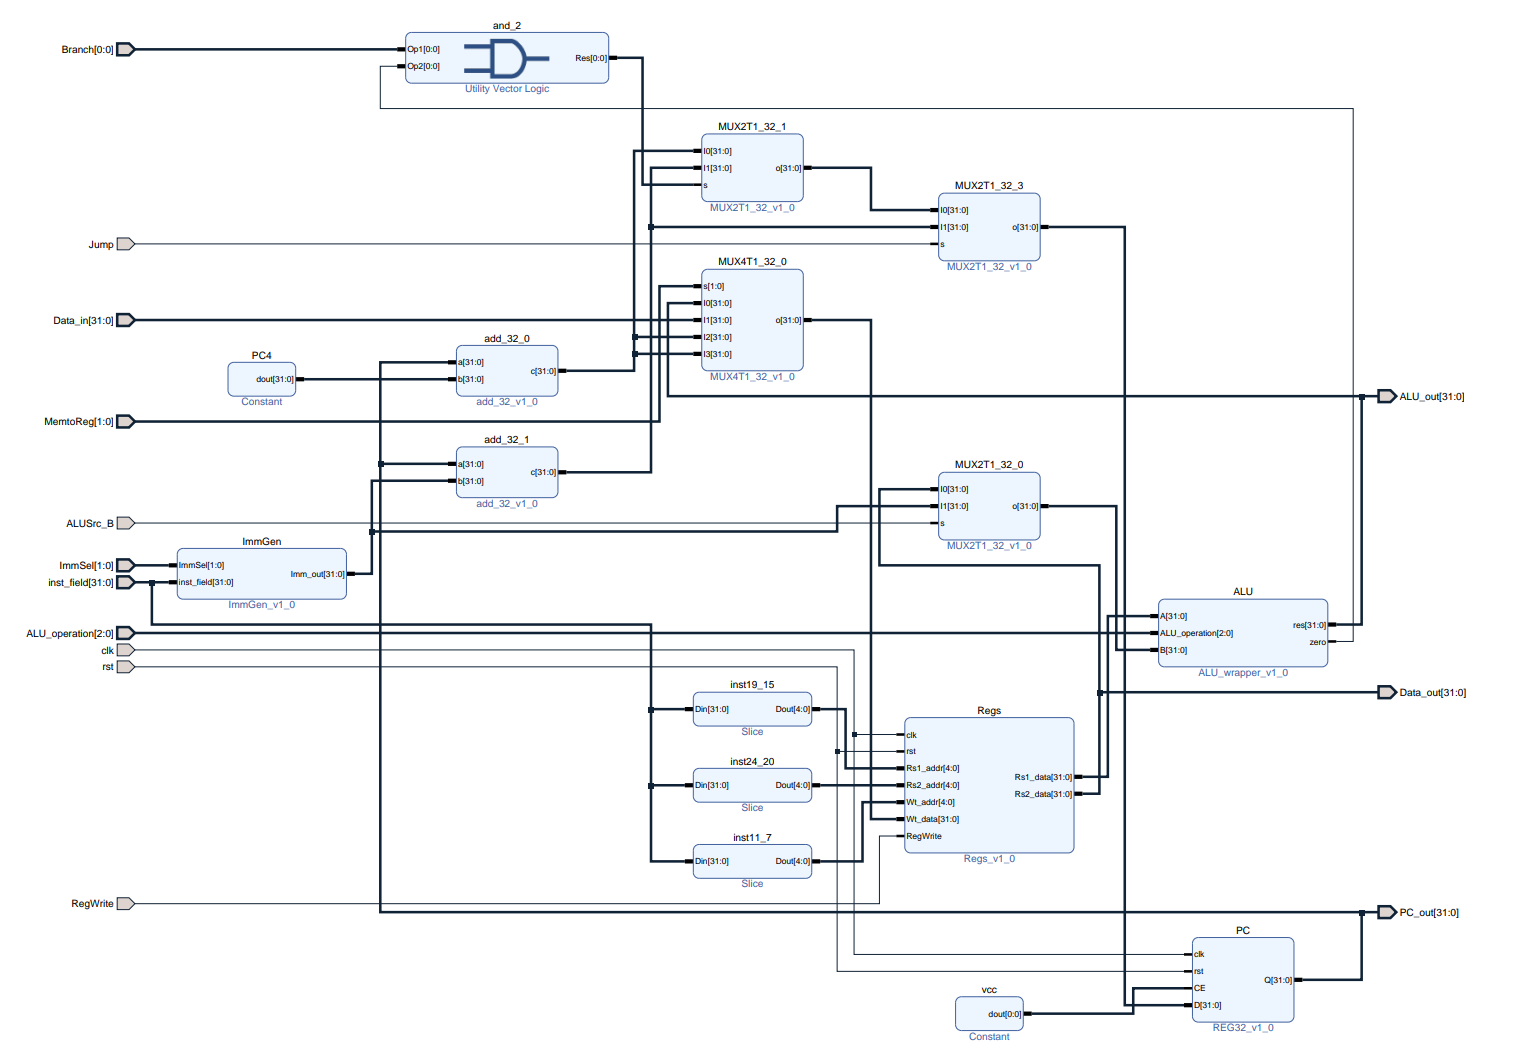 and_2
Branch[0:0]
Op1[0:0]
Op2[0:0]
Res[0:0]
Utility Vector Logic
MUX2T1_32_1
I0[31:0]
I1[31:0]
s
o[31:0]
MUX2T1_32_v1_0
MUX2T1_32_3
I0[31:0]
I1[31:0]
s
o[31:0]
MUX2T1_32_v1_0
Jump
MUX4T1_32_0
s[1:0]
I0[31:0]
I1[31:0]
I2[31:0]
I3[31:0]
o[31:0]
MUX4T1_32_v1_0
Data_in[31:0]
PC4
dout[31:0]
Constant
add_32_0
a[31:0]
b[31:0]
c[31:0]
add_32_v1_0
ALU_out[31:0]
MemtoReg[1:0]
add_32_1
a[31:0]
b[31:0]
c[31:0]
add_32_v1_0
MUX2T1_32_0
I0[31:0]
I1[31:0]
s
o[31:0]
MUX2T1_32_v1_0
ALUSrc_B
ImmGen
ImmSel[1:0]
inst_field[31:0]
ImmSel[1:0]
inst_field[31:0]
Imm_out[31:0]
ImmGen_v1_0
ALU
A[31:0]
ALU_operation[2:0]
B[31:0]
res[31:0]
zero
ALU_wrapper_v1_0
ALU_operation[2:0]
clk
rst
inst19_15
Din[31:0]
Dout[4:0]
Slice
Data_out[31:0]
inst24_20
Din[31:0]
Dout[4:0]
Slice
inst11_7
Din[31:0]
Dout[4:0]
Slice
Regs
clk
rst
Rs1_addr[4:0]
Rs2_addr[4:0]
Wt_addr[4:0]
Wt_data[31:0]
RegWrite
Rs1_data[31:0]
Rs2_data[31:0]
Regs_v1_0
RegWrite
PC_out[31:0]
PC
clk
rst
CE
D[31:0]
Q[31:0]
REG32_v1_0
vcc
dout[0:0]
Constant